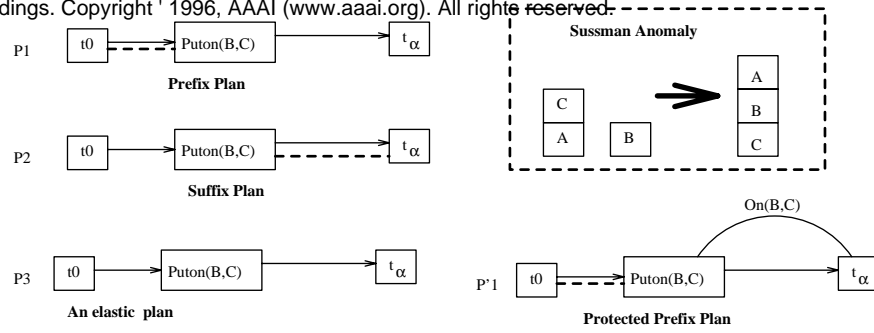 dings. Copyright ' 1996, AAAI (www.aaai.org). All rights reserved.
P1 t0 Puton(B,C) t α
Prefix Plan
P2 t0 Puton(B,C) t α
Suffix Plan
P3 t0 Puton(B,C) t α
An elastic plan
Sussman Anomaly
C
A B
A
B
C
On(B,C)
P'1 t0 Puton(B,C) t α
Protected Prefix Plan